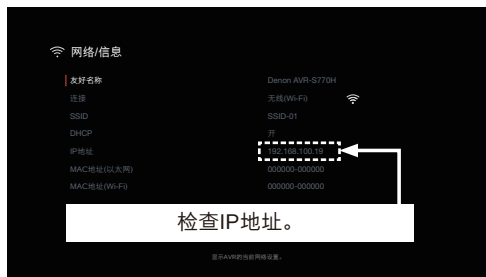 网络/信息
友好名称 Denon AVR-S770H
连接 无线(Wi-Fi)
SSID SSID-01
DHCP 开
IP地址 192.168.100.19
MAC地址(以太网) 000000-000000
MAC地址(Wi-Fi) 000000-000000
检查IP地址。
显示AVR的当前网络设置。